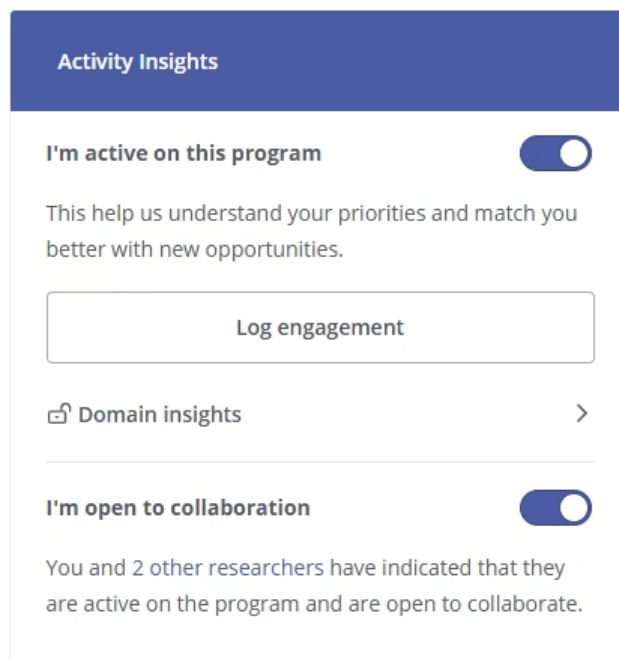 Activity Insights
I'm active on this program
This help us understand your priorities and match you
better with new opportunities.
Log engagement
Domain insights
I'm open to collaboration
You and 2 other researchers have indicated that they
are active on the program and are open to collaborate.